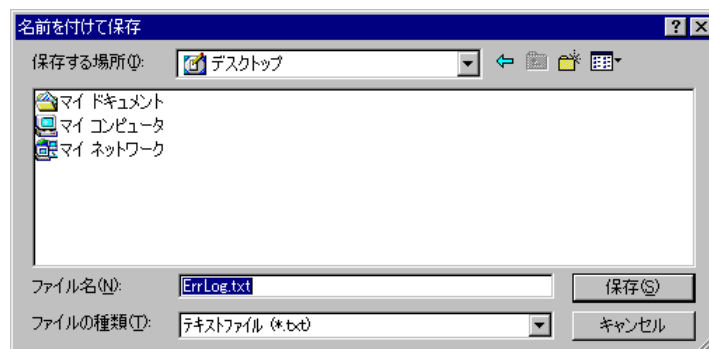 名前を付けて保存
保存する場所(I): デスクトップ
マイ ドキュメント
マイ コンピュータ
マイ ネットワーク
ファイル名(N): ErrLog.txt 保存(S)
ファイルの種類(T): テキストファイル (*.txt) キャンセル